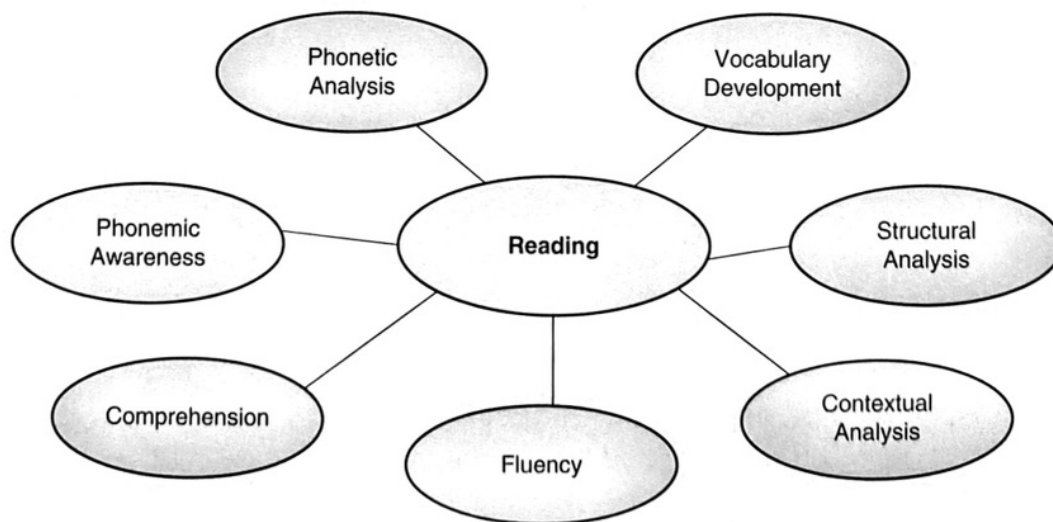 Phonetic
Analysis
Vocabulary
Development
Phonemic
Awareness
Reading
Structural
Analysis
Comprehension
Fluency
Contextual
Analysis